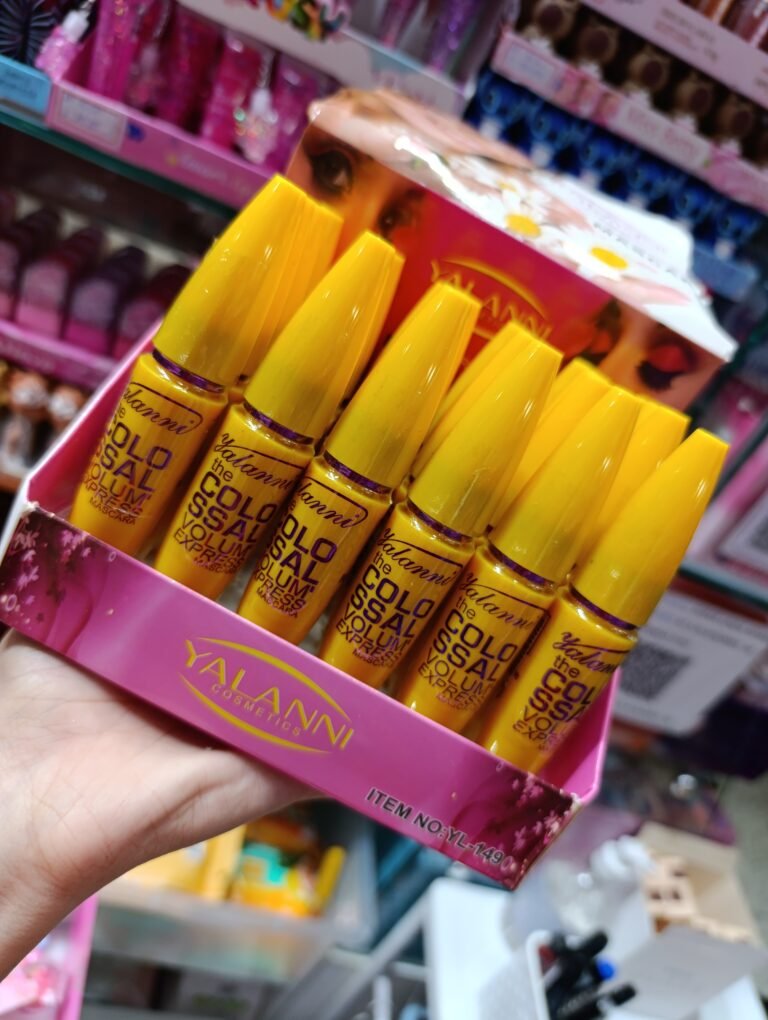 YALANNI
Yalanni
the
COLO
SSAL
VOLUM'
EXPRESS
MASCARA
Yalanni
the
COLO
SSAL
VOLUM'
EXPRESS
MASCARA
Yalanni
the
COLO
SSAL
VOLUM'
EXPRESS
MASCARA
Yalanni
the
COLO
SSAL
VOLUM'
EXPRESS
MASCARA
Yalanni
the
COLO
SSAL
VOLUM'
EXPRESS
MASCARA
Yalanni
the
COLO
SSAL
VOLUM'
EXPRESS
YALANNI
COSMETICS
ITEM NO:YL-149